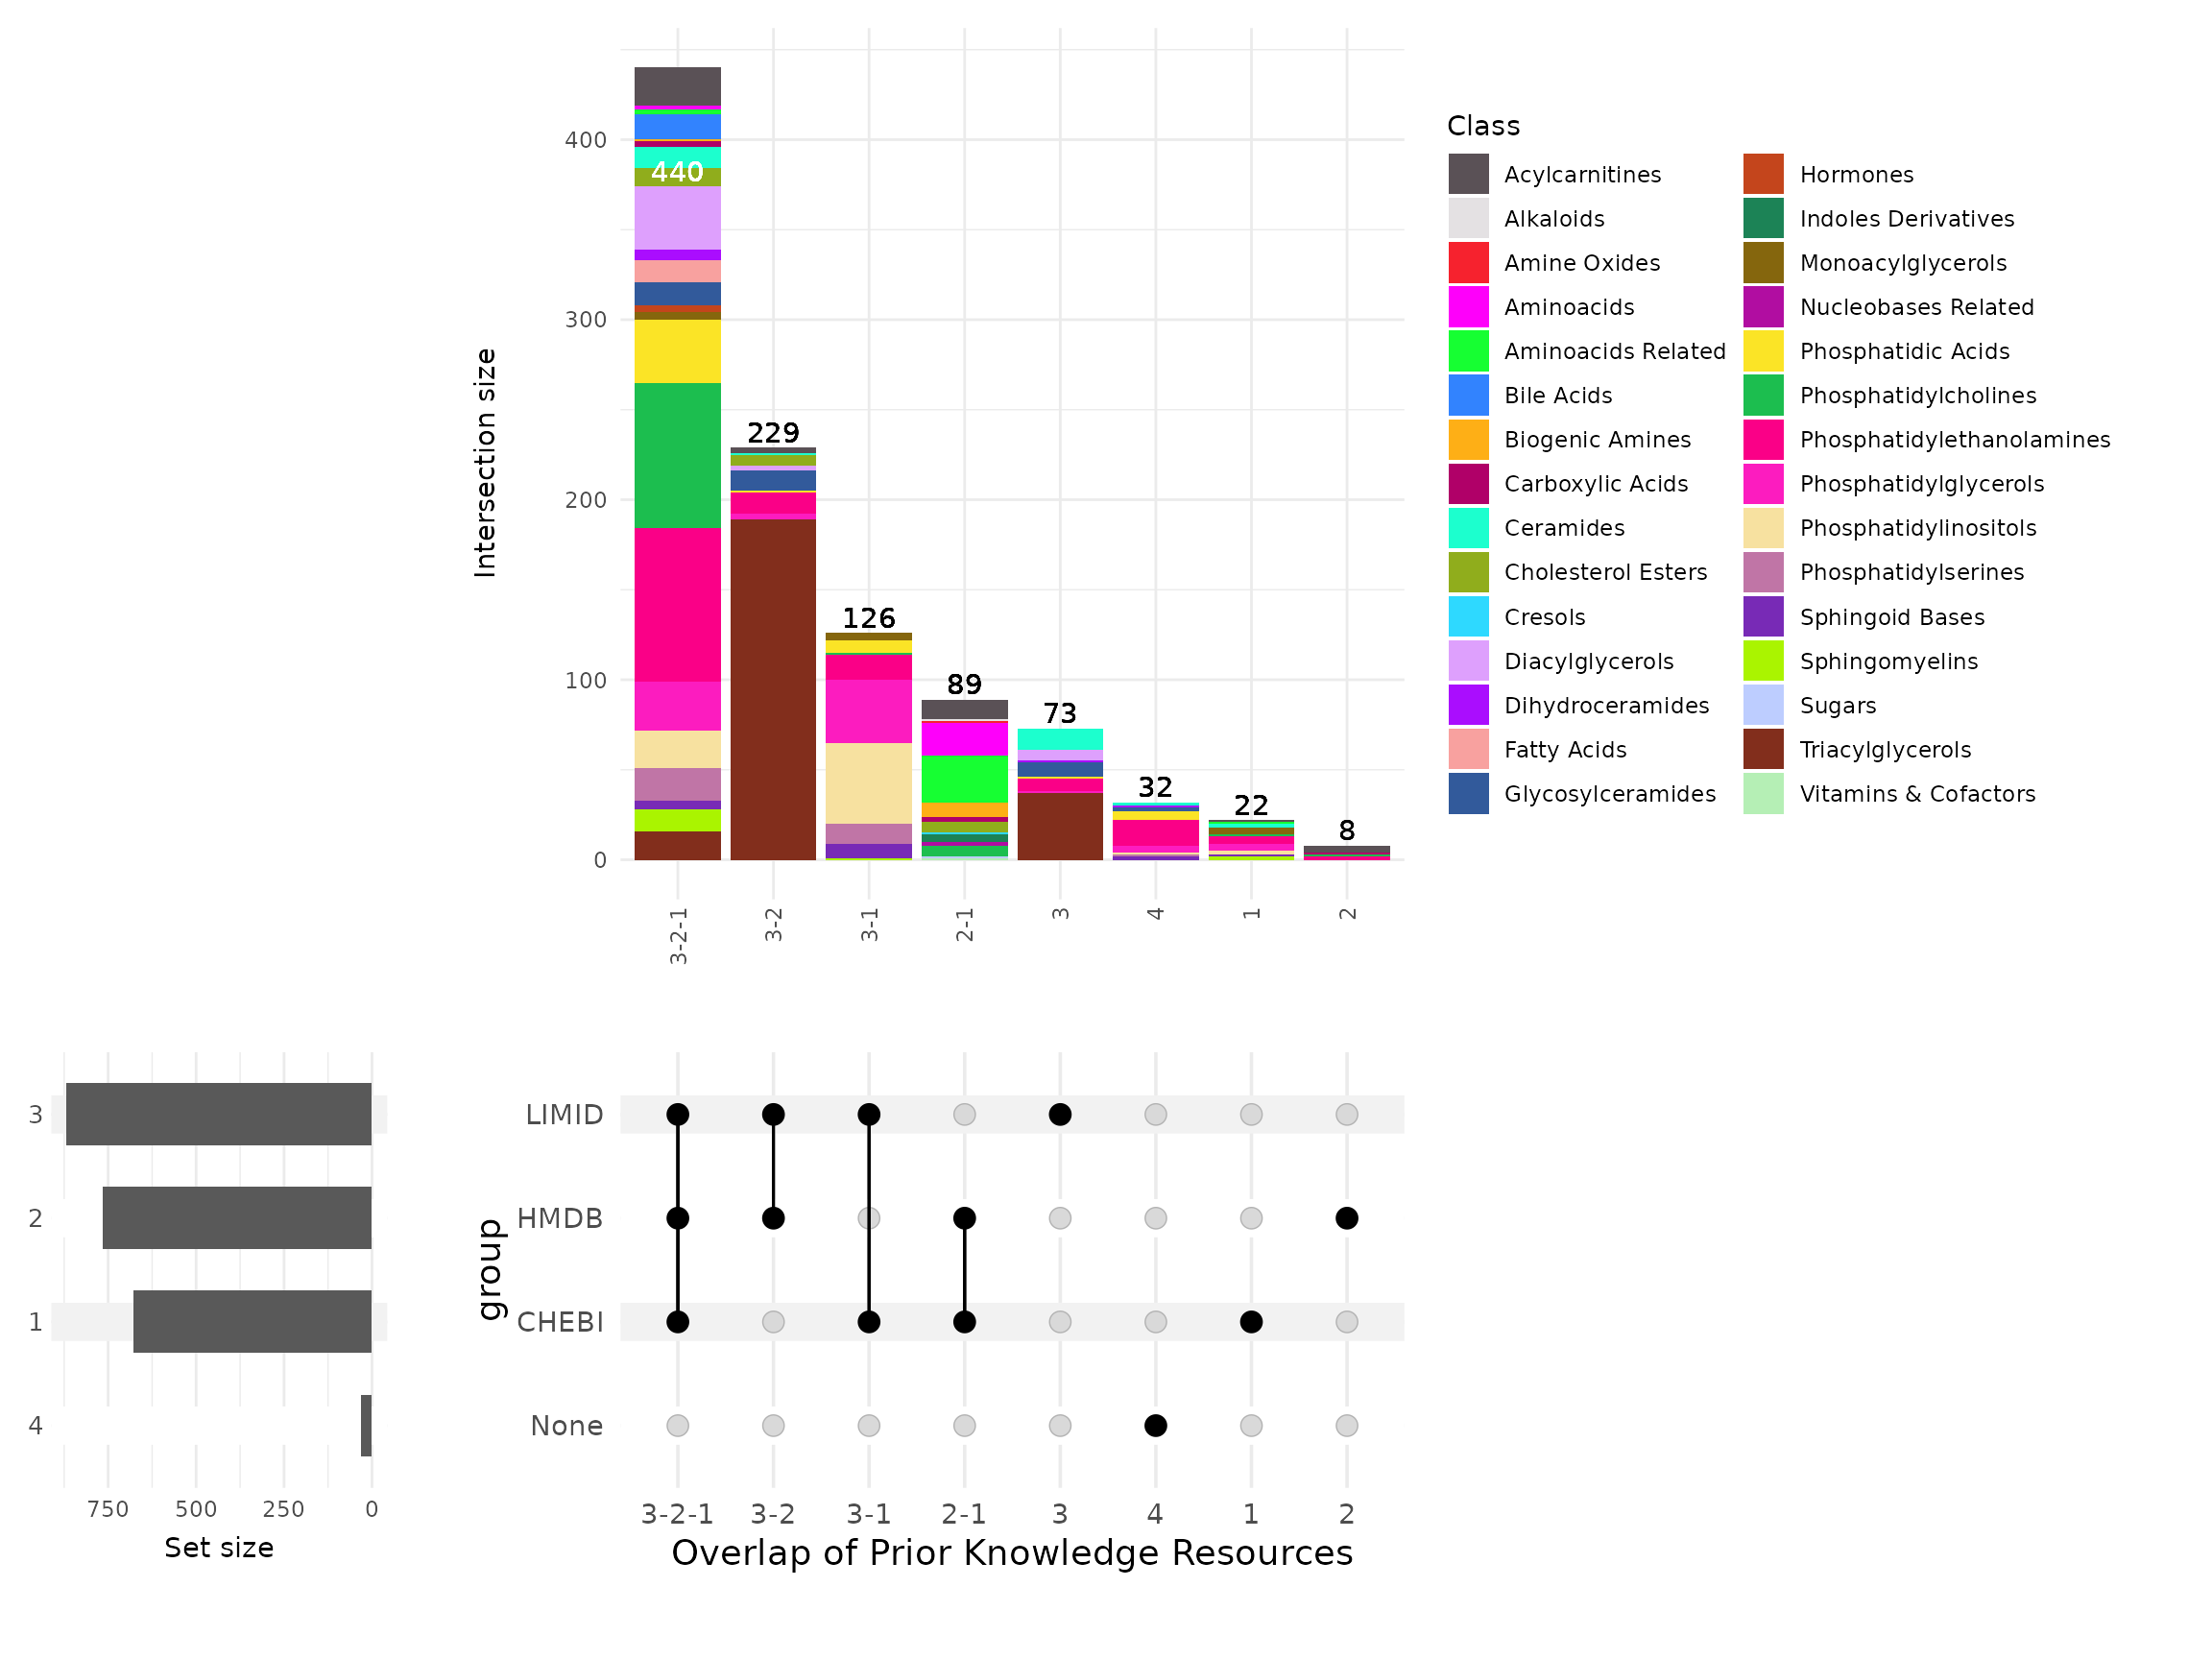 Intersection size
400
300
200
100
0
440
229
126
89
73
32
22
8
3-2-1
3-2
3-1
2-1
3
4
1
2
Class
Acylcarnitines
Alkaloids
Amine Oxides
Aminoacids
Aminoacids Related
Bile Acids
Biogenic Amines
Carboxylic Acids
Ceramides
Cholesterol Esters
Cresols
Diacylglycerols
Dihydroceramides
Fatty Acids
Glycosylceramides
Hormones
Indoles Derivatives
Monoacylglycerols
Nucleobases Related
Phosphatidic Acids
Phosphatidylcholines
Phosphatidylethanolamines
Phosphatidylglycerols
Phosphatidylinositols
Phosphatidylserines
Sphingoid Bases
Sphingomyelins
Sugars
Triacylglycerols
Vitamins & Cofactors
3
2
1
4
750 500 250 0
Set size
group
LIMID
HMDB
CHEBI
None
3-2-1 3-2 3-1 2-1 3 4 1 2
Overlap of Prior Knowledge Resources